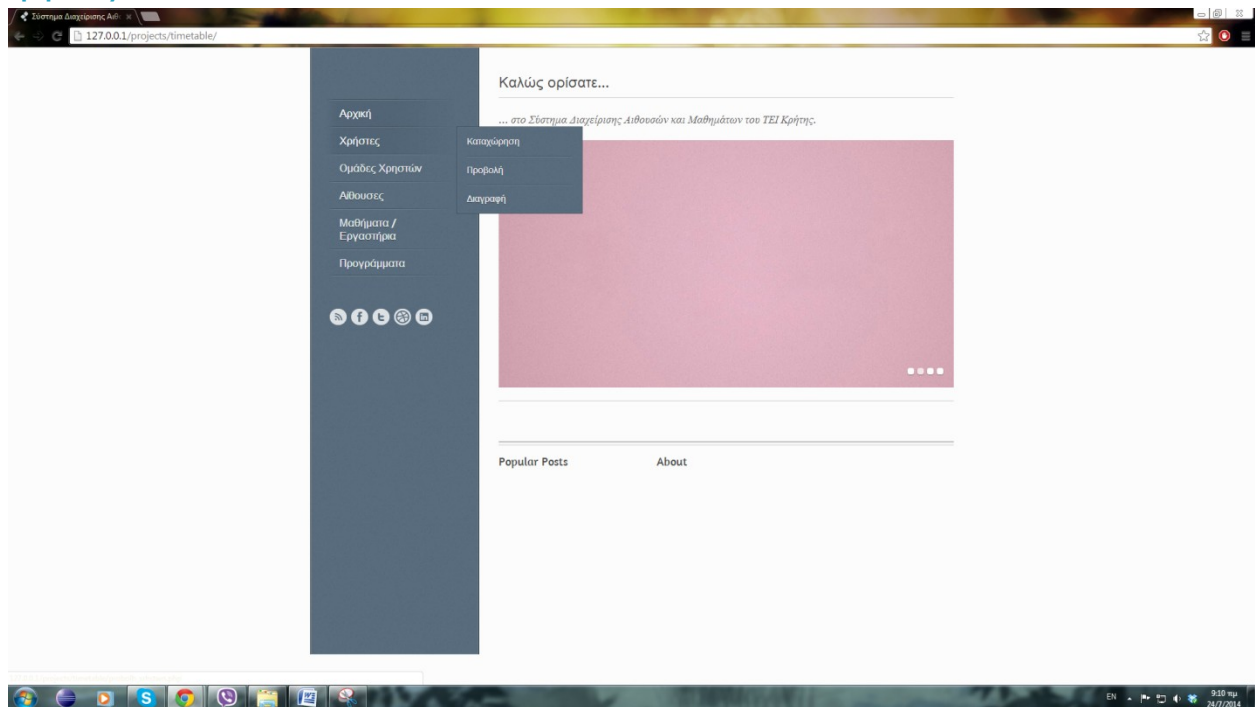 Σύστημα Διαχείρισης Αιθ
127.0.0.1/projects/timetable/
Καλώς ορίσατε...
... στο Σύστημα Διαχείρισης Αιθουσών και Μαθημάτων του ΤΕΙ Κρήτης.
Αρχική
Χρήστες
Ομάδες Χρηστών
Αίθουσες
Μαθήματα /
Εργαστήρια
Προγράμματα
Καταχώρηση
Προβολή
Διαγραφή
Popular Posts
About
EN
9:10 πμ
24/7/2014